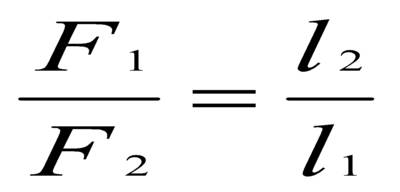 F₁/F₂ = l₂/l₁